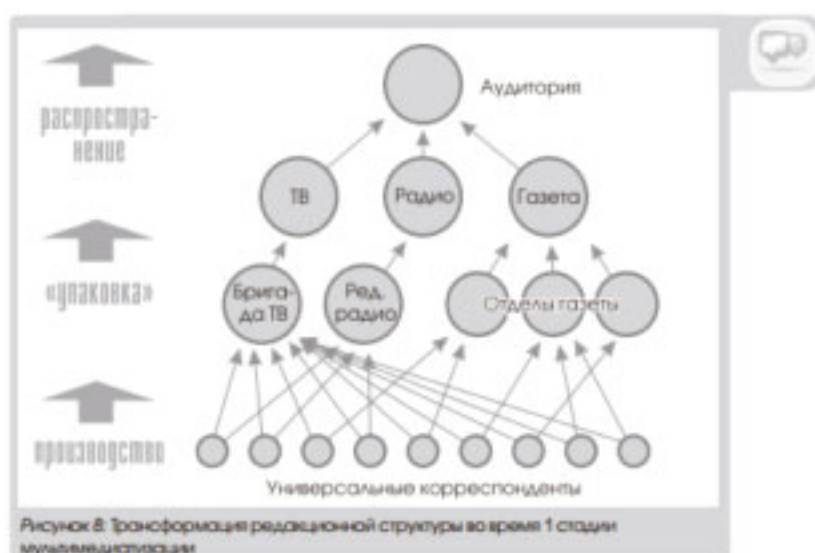 Аудитория
распростра-
нение
ТВ Радио Газета
«упаковка»
Брига-
да ТВ
Ред.
радио
Отделы газеты
производство
Универсальные корреспонденты
Рисунок 8: Трансформация редакционной структуры во время 1 стадии
мультимедиатизации